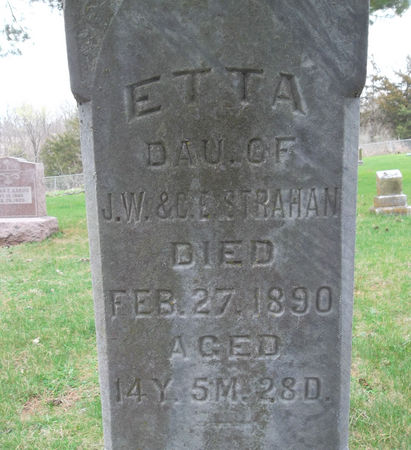 ETTA
DAU. OF
J.W. & C.E. STRAHAN
DIED
FEB. 27, 1890
AGED
14Y. 5M. 28D.